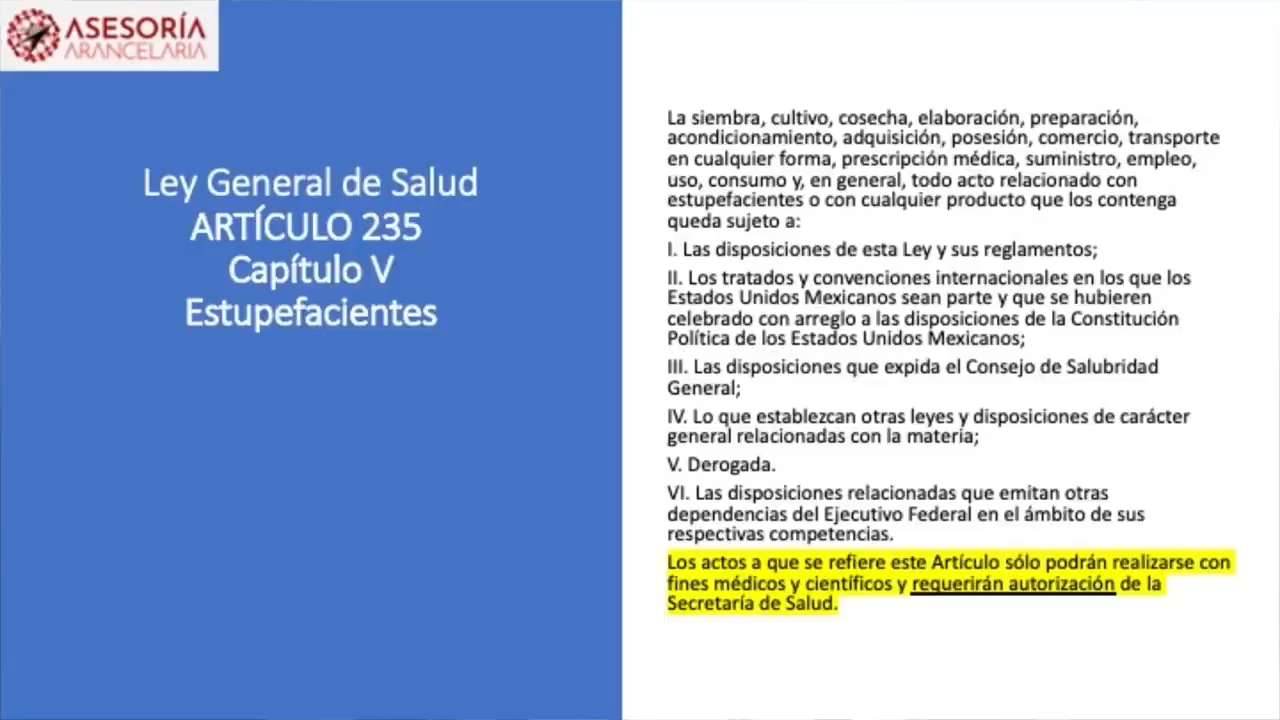 ASESORÍA
ARANCELARIA
Ley General de Salud
ARTÍCULO 235
Capítulo V
Estupefacientes
La siembra, cultivo, cosecha, elaboración, preparación,
acondicionamiento, adquisición, posesión, comercio, transporte
en cualquier forma, prescripción médica, suministro, empleo,
uso, consumo y, en general, todo acto relacionado con
estupefacientes o con cualquier producto que los contenga
queda sujeto a:
I. Las disposiciones de esta Ley y sus reglamentos;
II. Los tratados y convenciones internacionales en los que los
Estados Unidos Mexicanos sean parte y que se hubieren
celebrado con arreglo a las disposiciones de la Constitución
Política de los Estados Unidos Mexicanos;
III. Las disposiciones que expida el Consejo de Salubridad
General;
IV. Lo que establezcan otras leyes y disposiciones de carácter
general relacionadas con la materia;
V. Derogada.
VI. Las disposiciones relacionadas que emitan otras
dependencias del Ejecutivo Federal en el ámbito de sus
respectivas competencias.
Los actos a que se refiere este Artículo sólo podrán realizarse con
fines médicos y científicos y requerirán autorización de la
Secretaría de Salud.